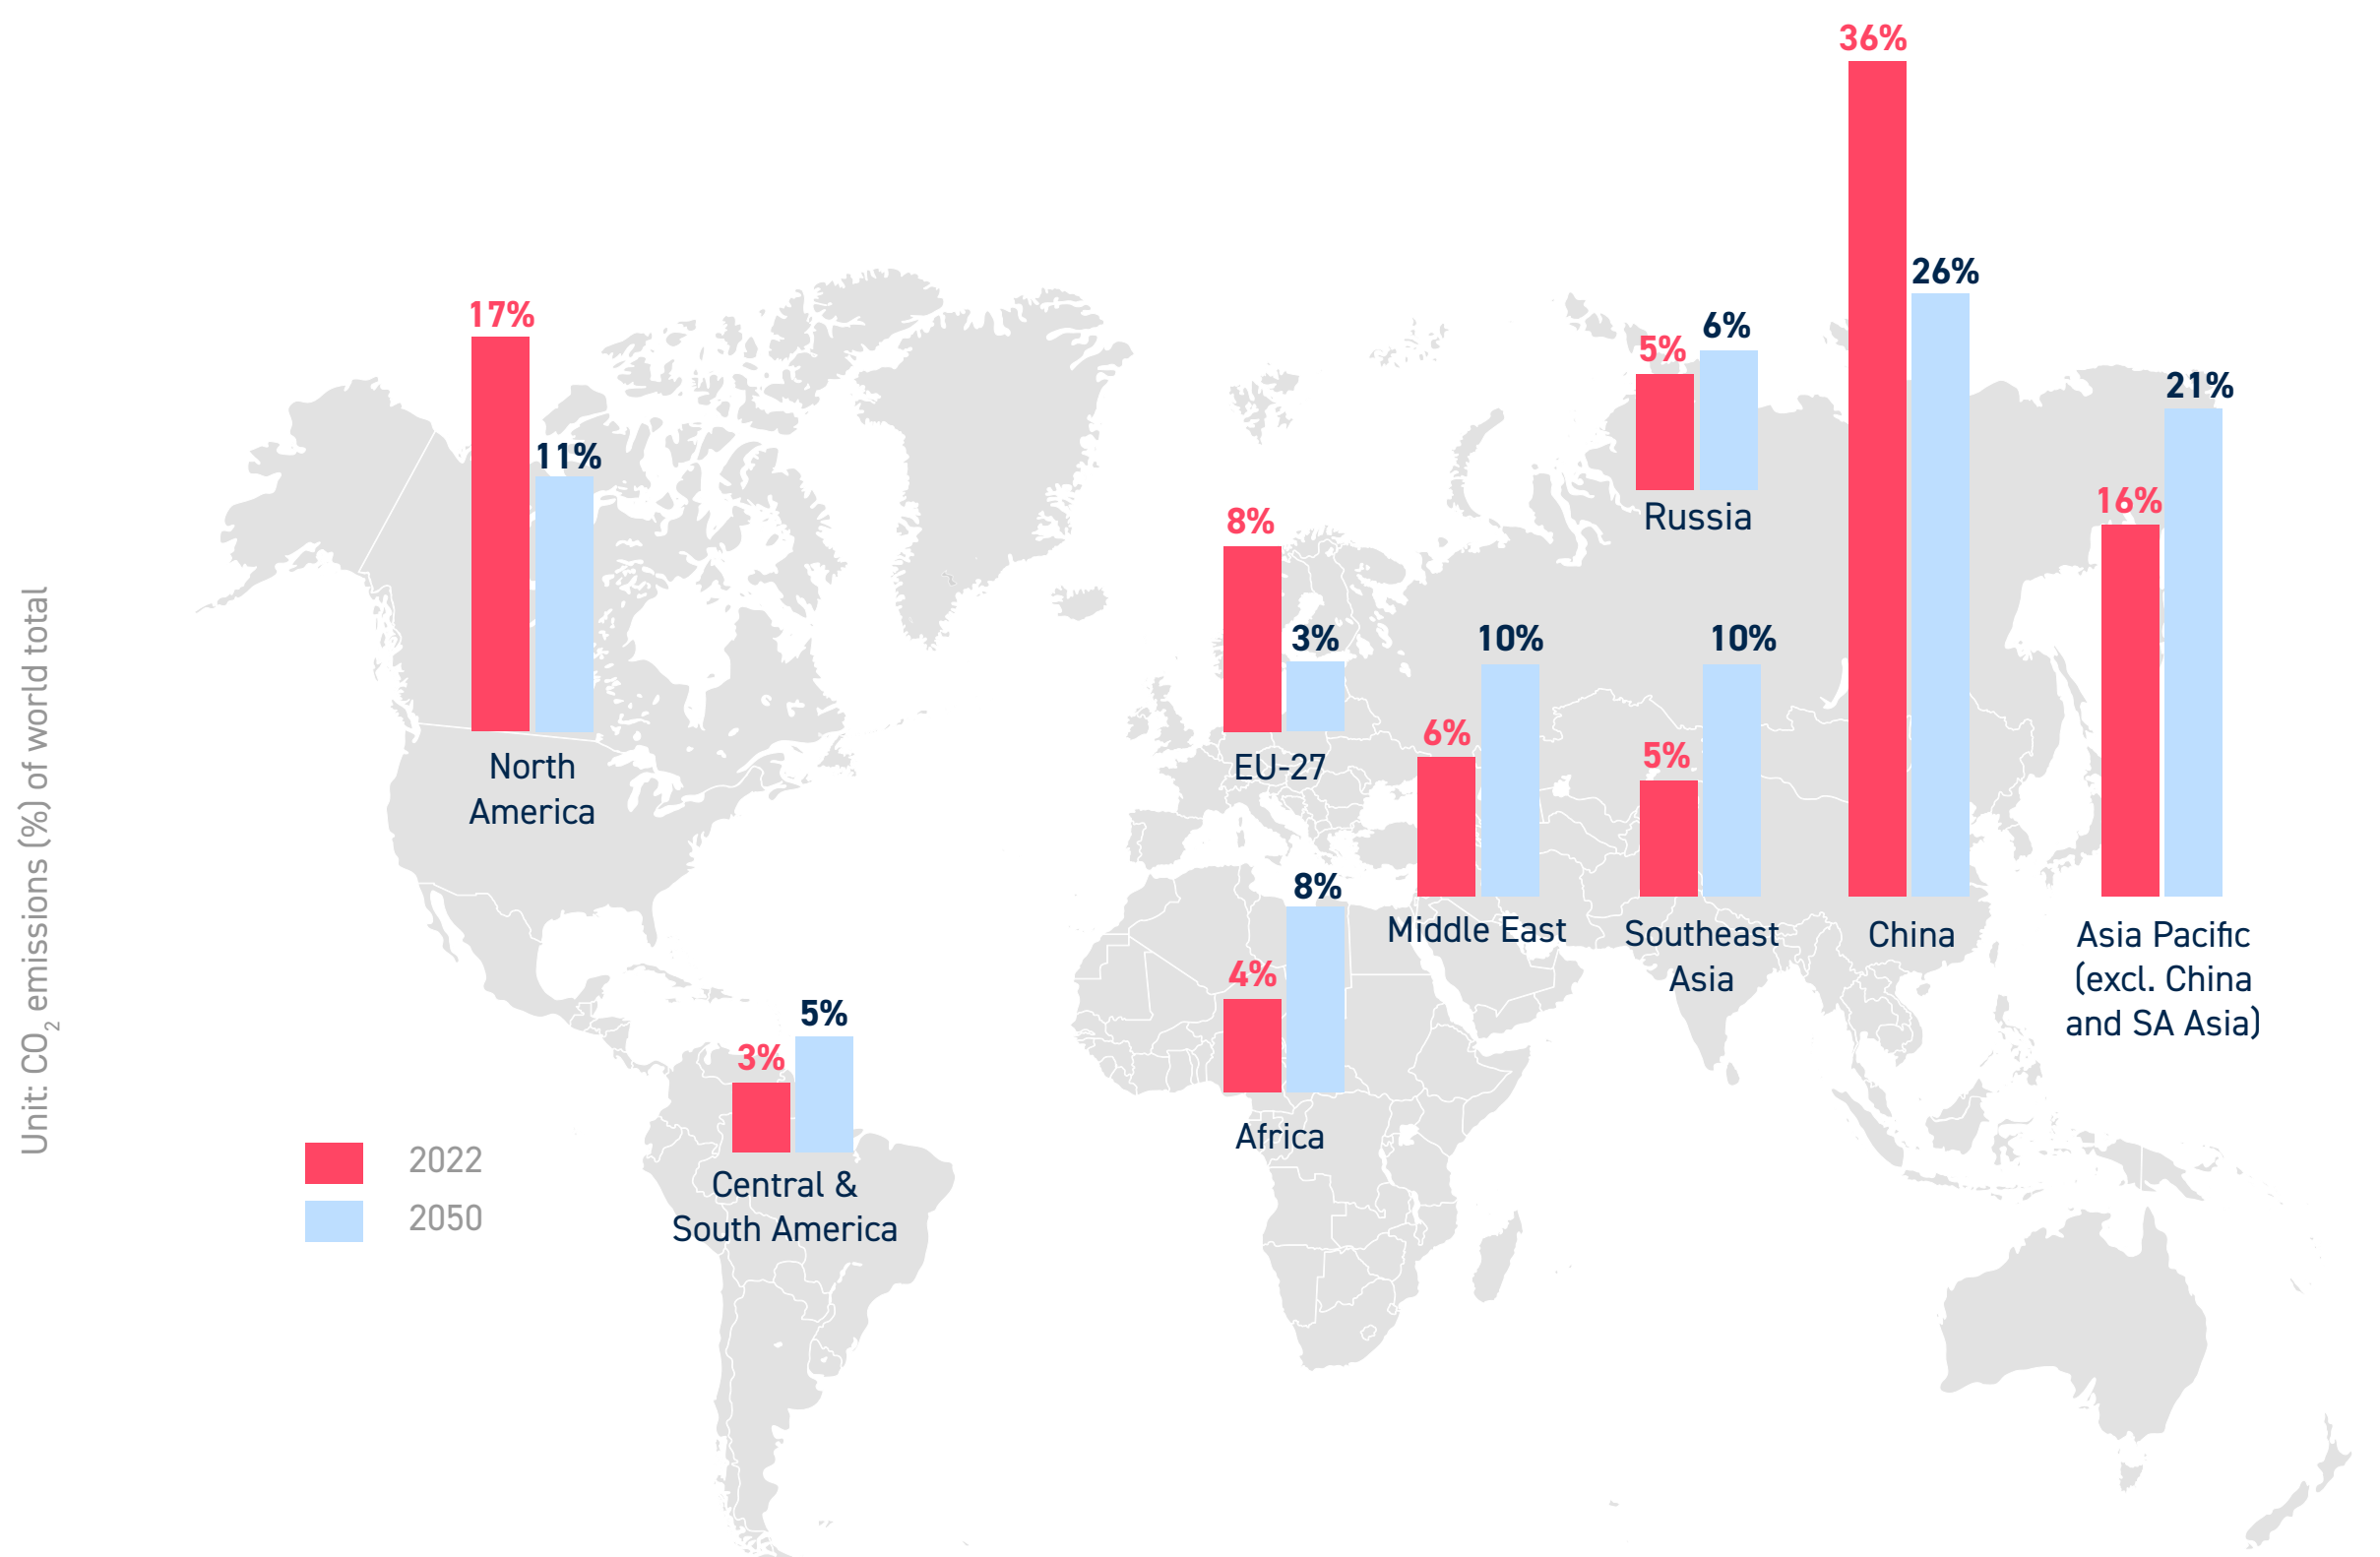 Unit: CO2 emissions (%) of world total
36%
26%
17%
11%
North
America
5%
6%
Russia
21%
16%
8%
3%
EU-27
6%
10%
Middle East
5%
10%
Southeast
Asia
China
Asia Pacific
(excl. China
and SA Asia)
4%
8%
Africa
3%
5%
Central &
South America
2022
2050